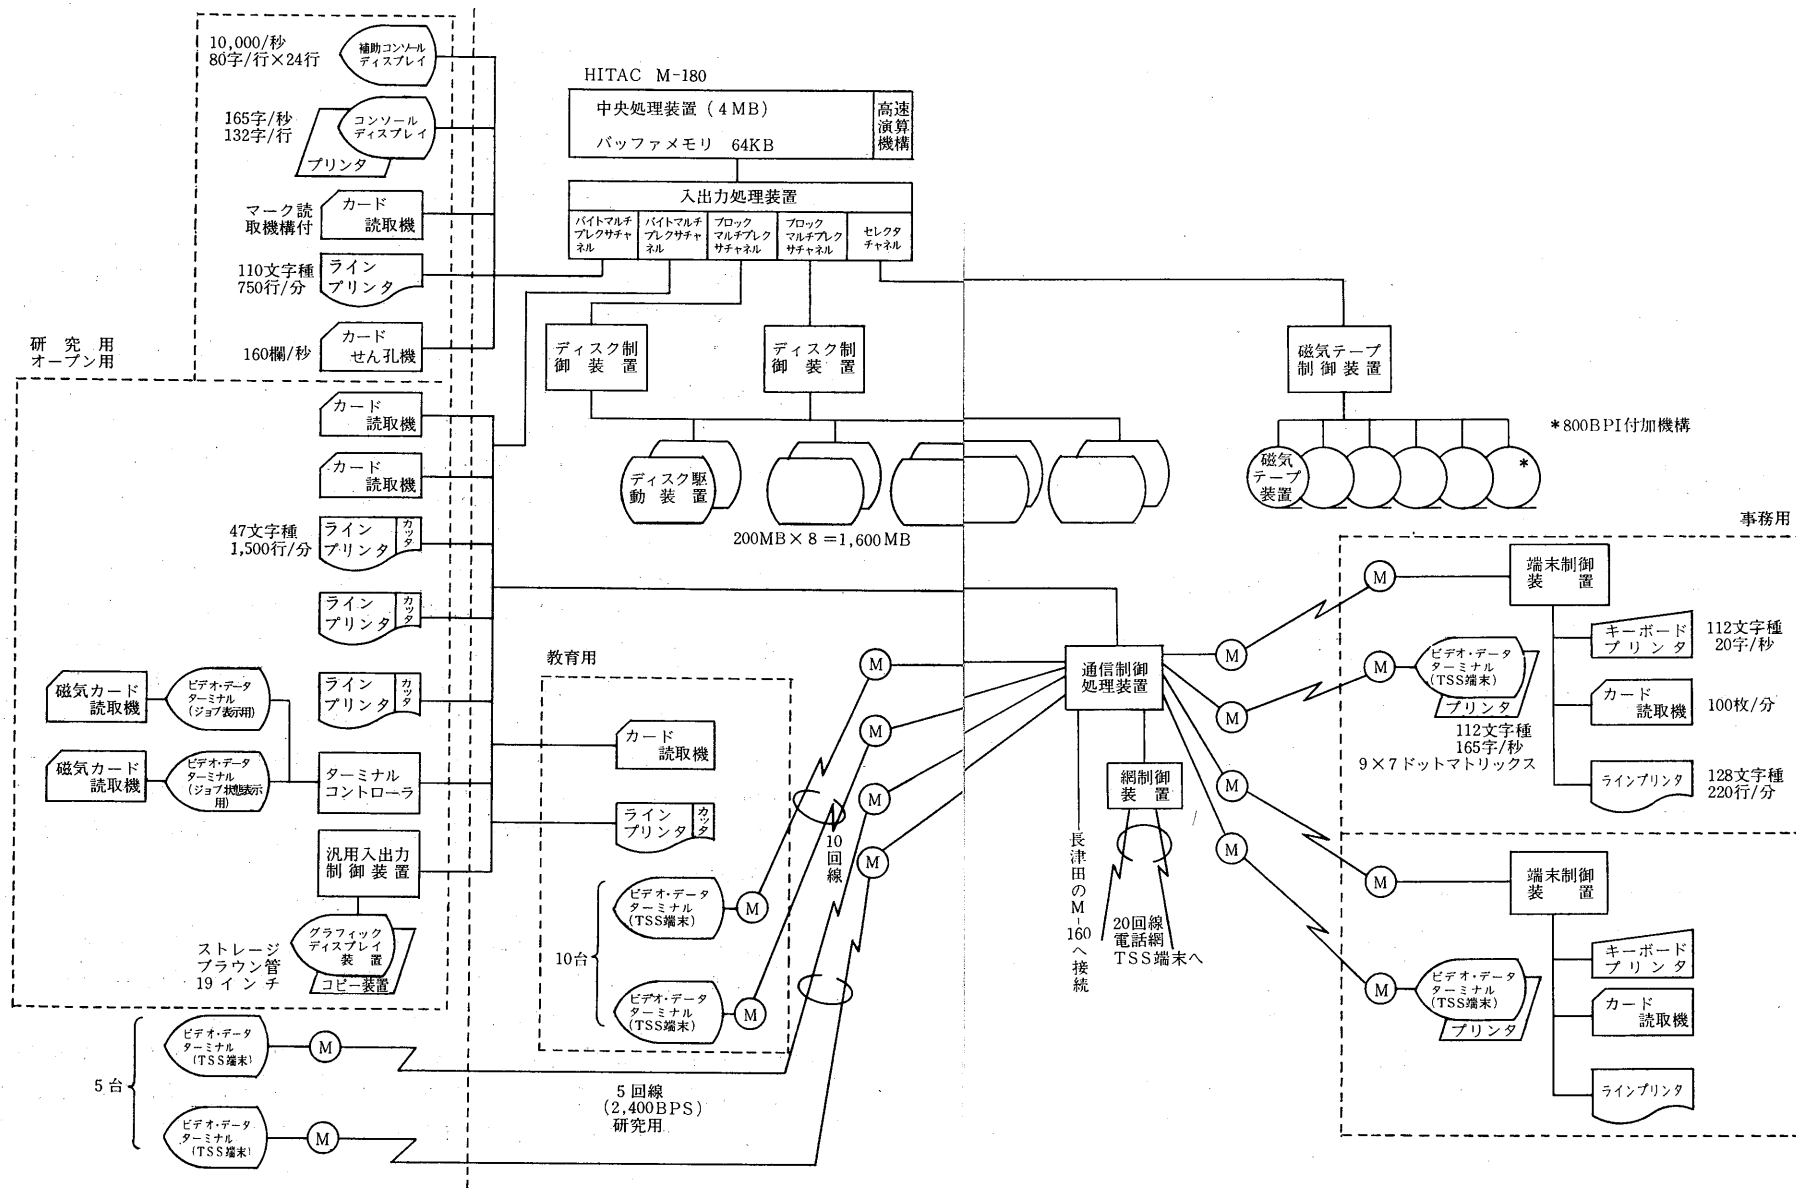 10,000/秒
80字/行×24行
補助コンソール
ディスプレイ
165字/秒
132字/行
コンソール
ディスプレイ
プリンタ
マーク読
取機構付
カード
読取機
110文字種
750行/分
ライン
プリンタ
160欄/秒
カード
せん孔機
研究用
オープン用
HITAC M-180
中央処理装置(4MB)
バッファメモリ 64KB
高速
演算
機構
入出力処理装置
バイトマルチ
プレクサチャ
ネル
バイトマルチ
プレクサチャ
ネル
ブロック
マルチプレク
サチャネル
ブロック
マルチプレク
サチャネル
セレクタ
チャネル
ディスク制
御装置
ディスク制
御装置
磁気テープ
制御装置
ディスク駆
動装置
200MB×8=1,600MB
磁気
テープ
装置
*
*800BPI付加機構
カード
読取機
カード
読取機
47文字種
1,500行/分
ライン
プリンタ
カッタ
ライン
プリンタ
カッタ
ライン
プリンタ
カッタ
磁気カード
読取機
ビデオ・データ
ターミナル
(ジョブ表示用)
磁気カード
読取機
ビデオ・データ
ターミナル
(ジョブ状態表示
用)
ターミナル
コントローラ
汎用入出力
制御装置
ストレージ
ブラウン管
19インチ
グラフィック
ディスプレイ
装置
コピー装置
教育用
カード
読取機
ライン
プリンタ
カッタ
10台
ビデオ・データ
ターミナル
(TSS端末)
M
ビデオ・データ
ターミナル
(TSS端末)
M
M
M
M
M
10回線
5台
ビデオ・データ
ターミナル
(TSS端末)
M
ビデオ・データ
ターミナル
(TSS端末)
M
5回線
(2,400BPS)
研究用
通信制御
処理装置
網制御
装置
長津田のM-160へ接続
20回線
電話網
TSS端末へ
M
M
M
M
事務用
M
端末制御
装置
キーボード
プリンタ
112文字種
20字/秒
M
ビデオ・データ
ターミナル
(TSS端末)
プリンタ
112文字種
165字/秒
9×7ドットマトリックス
カード
読取機
100枚/分
ラインプリンタ
128文字種
220行/分
M
端末制御
装置
キーボード
プリンタ
M
ビデオ・データ
ターミナル
(TSS端末)
プリンタ
カード
読取機
ラインプリンタ